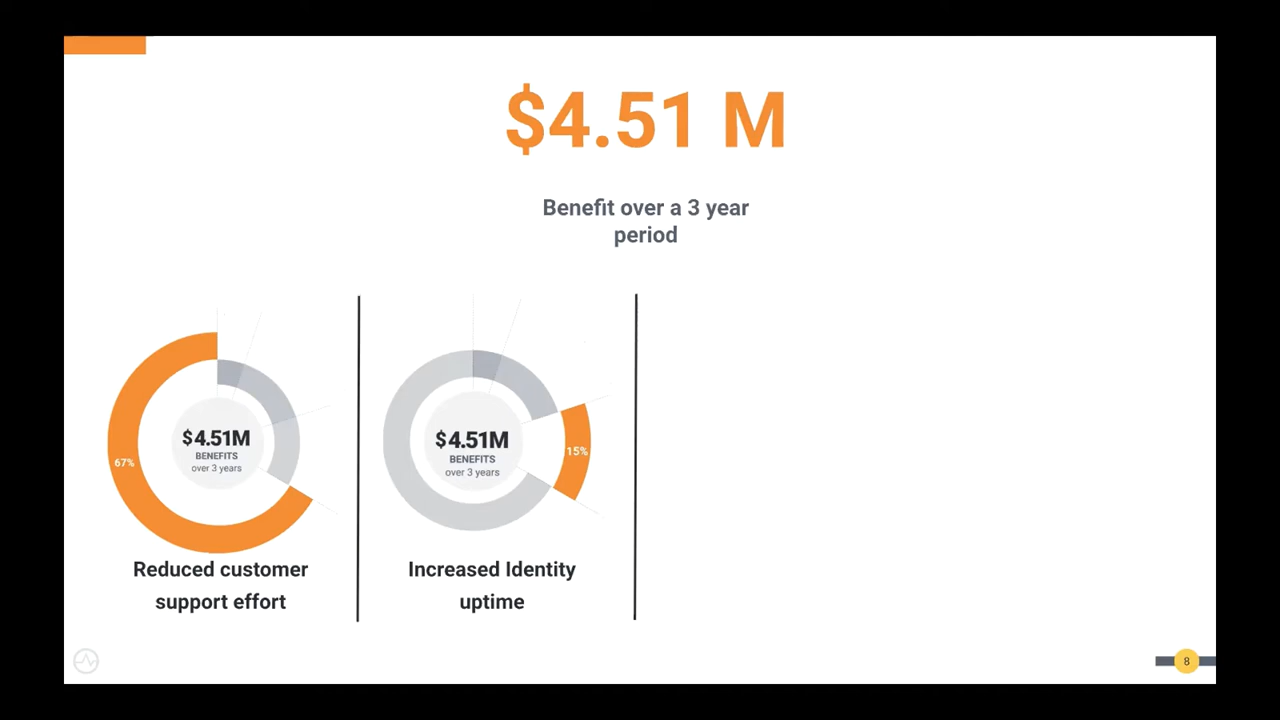 $4.51 M
Benefit over a 3 year
period
67%
$4.51M
BENEFITS
over 3 years
Reduced customer
support effort
15%
$4.51M
BENEFITS
over 3 years
Increased Identity
uptime
8